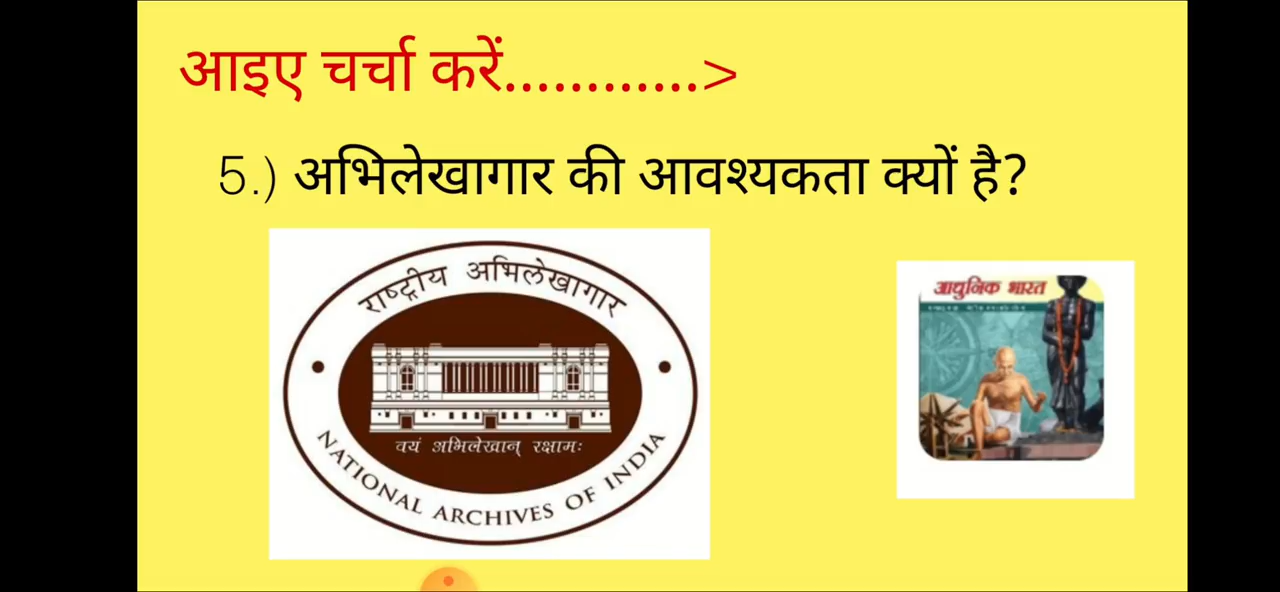 आइए चर्चा करें............>
5.) अभिलेखागार की आवश्यकता क्यों है?
राष्ट्रीय अभिलेखागार
वयं अभिलेखान् रक्षामः
NATIONAL ARCHIVES OF INDIA
आधुनिक भारत